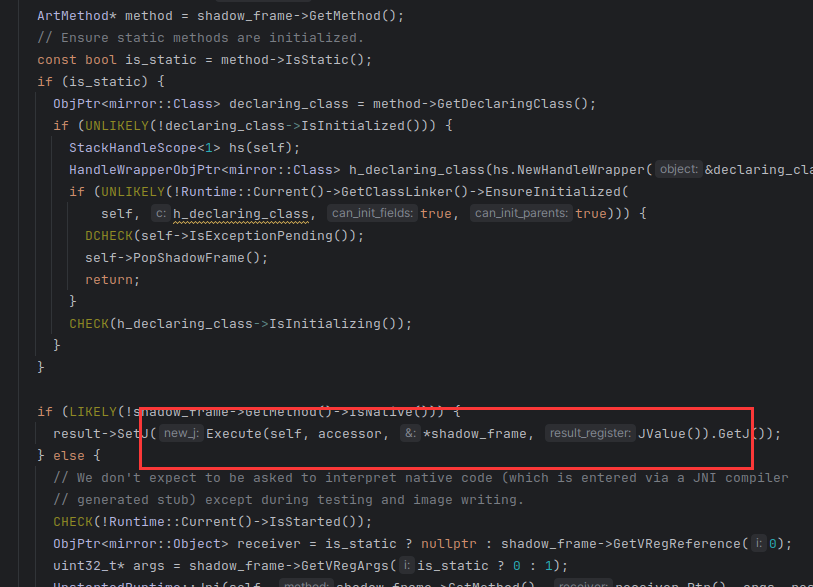 ArtMethod* method = shadow_frame->GetMethod();
// Ensure static methods are initialized.
const bool is_static = method->IsStatic();
if (is_static) {
ObjPtr<mirror::Class> declaring_class = method->GetDeclaringClass();
if (UNLIKELY(!declaring_class->IsInitialized())) {
StackHandleScope<1> hs(self);
HandleWrapperObjPtr<mirror::Class> h_declaring_class(hs.NewHandleWrapper( object: &declaring_cla
if (UNLIKELY(!Runtime::Current()->GetClassLinker()->EnsureInitialized(
self, c: h_declaring_class, can_init_fields: true, can_init_parents: true))) {
DCHECK(self->IsExceptionPending());
self->PopShadowFrame();
return;
}
CHECK(h_declaring_class->IsInitializing());
}
}
if (LIKELY(!shadow_frame->GetMethod()->IsNative())) {
result->SetJ( new_j: Execute(self, accessor, &: *shadow_frame, result_register: JValue()).GetJ());
} else {
// We don't expect to be asked to interpret native code (which is entered via a JNI compiler
// generated stub) except during testing and image writing.
CHECK(!Runtime::Current()->IsStarted());
ObjPtr<mirror::Object> receiver = is_static ? nullptr : shadow_frame->GetVRegReference( i: 0);
uint32_t* args = shadow_frame->GetVRegArgs( i: is_static ? 0 : 1);